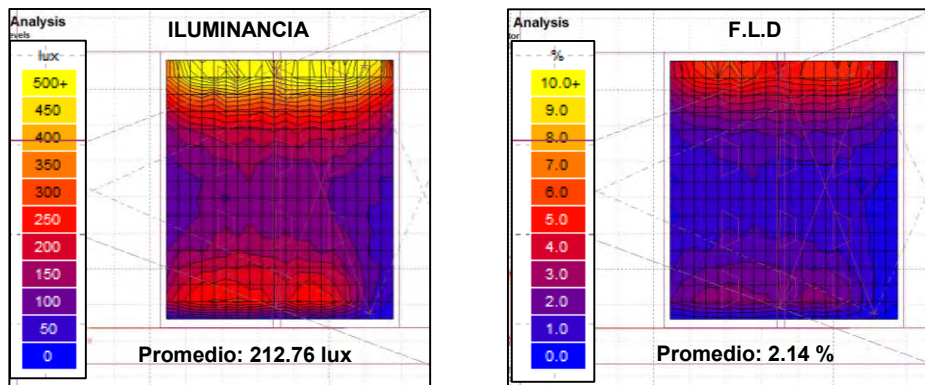 Analysis
evels
ILUMINANCIA
lux
500+
450
400
350
300
250
200
150
100
50
0
Promedio: 212.76 lux
Analysis
tor
F.L.D
%
10.0+
9.0
8.0
7.0
6.0
5.0
4.0
3.0
2.0
1.0
0.0
Promedio: 2.14 %